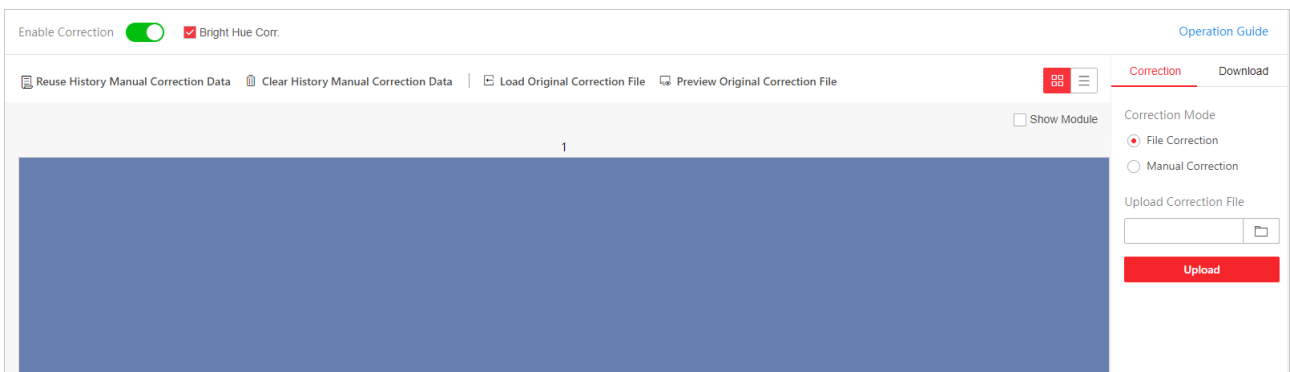 Enable Correction Bright Hue Corr. Operation Guide
Reuse History Manual Correction Data Clear History Manual Correction Data Load Original Correction File Preview Original Correction File
Show Module
1
Correction Download
Correction Mode
File Correction
Manual Correction
Upload Correction File
Upload